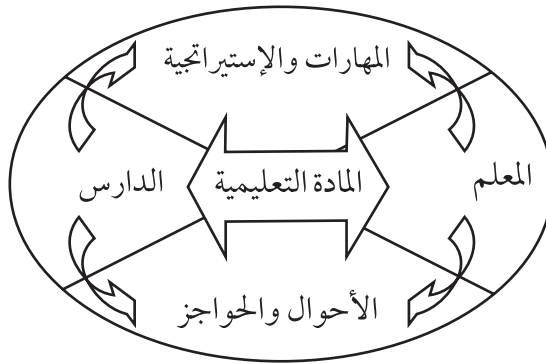 المهارات والإستيراتجية
المعلم
المادة التعليمية
الدارس
الأحوال والحواجز